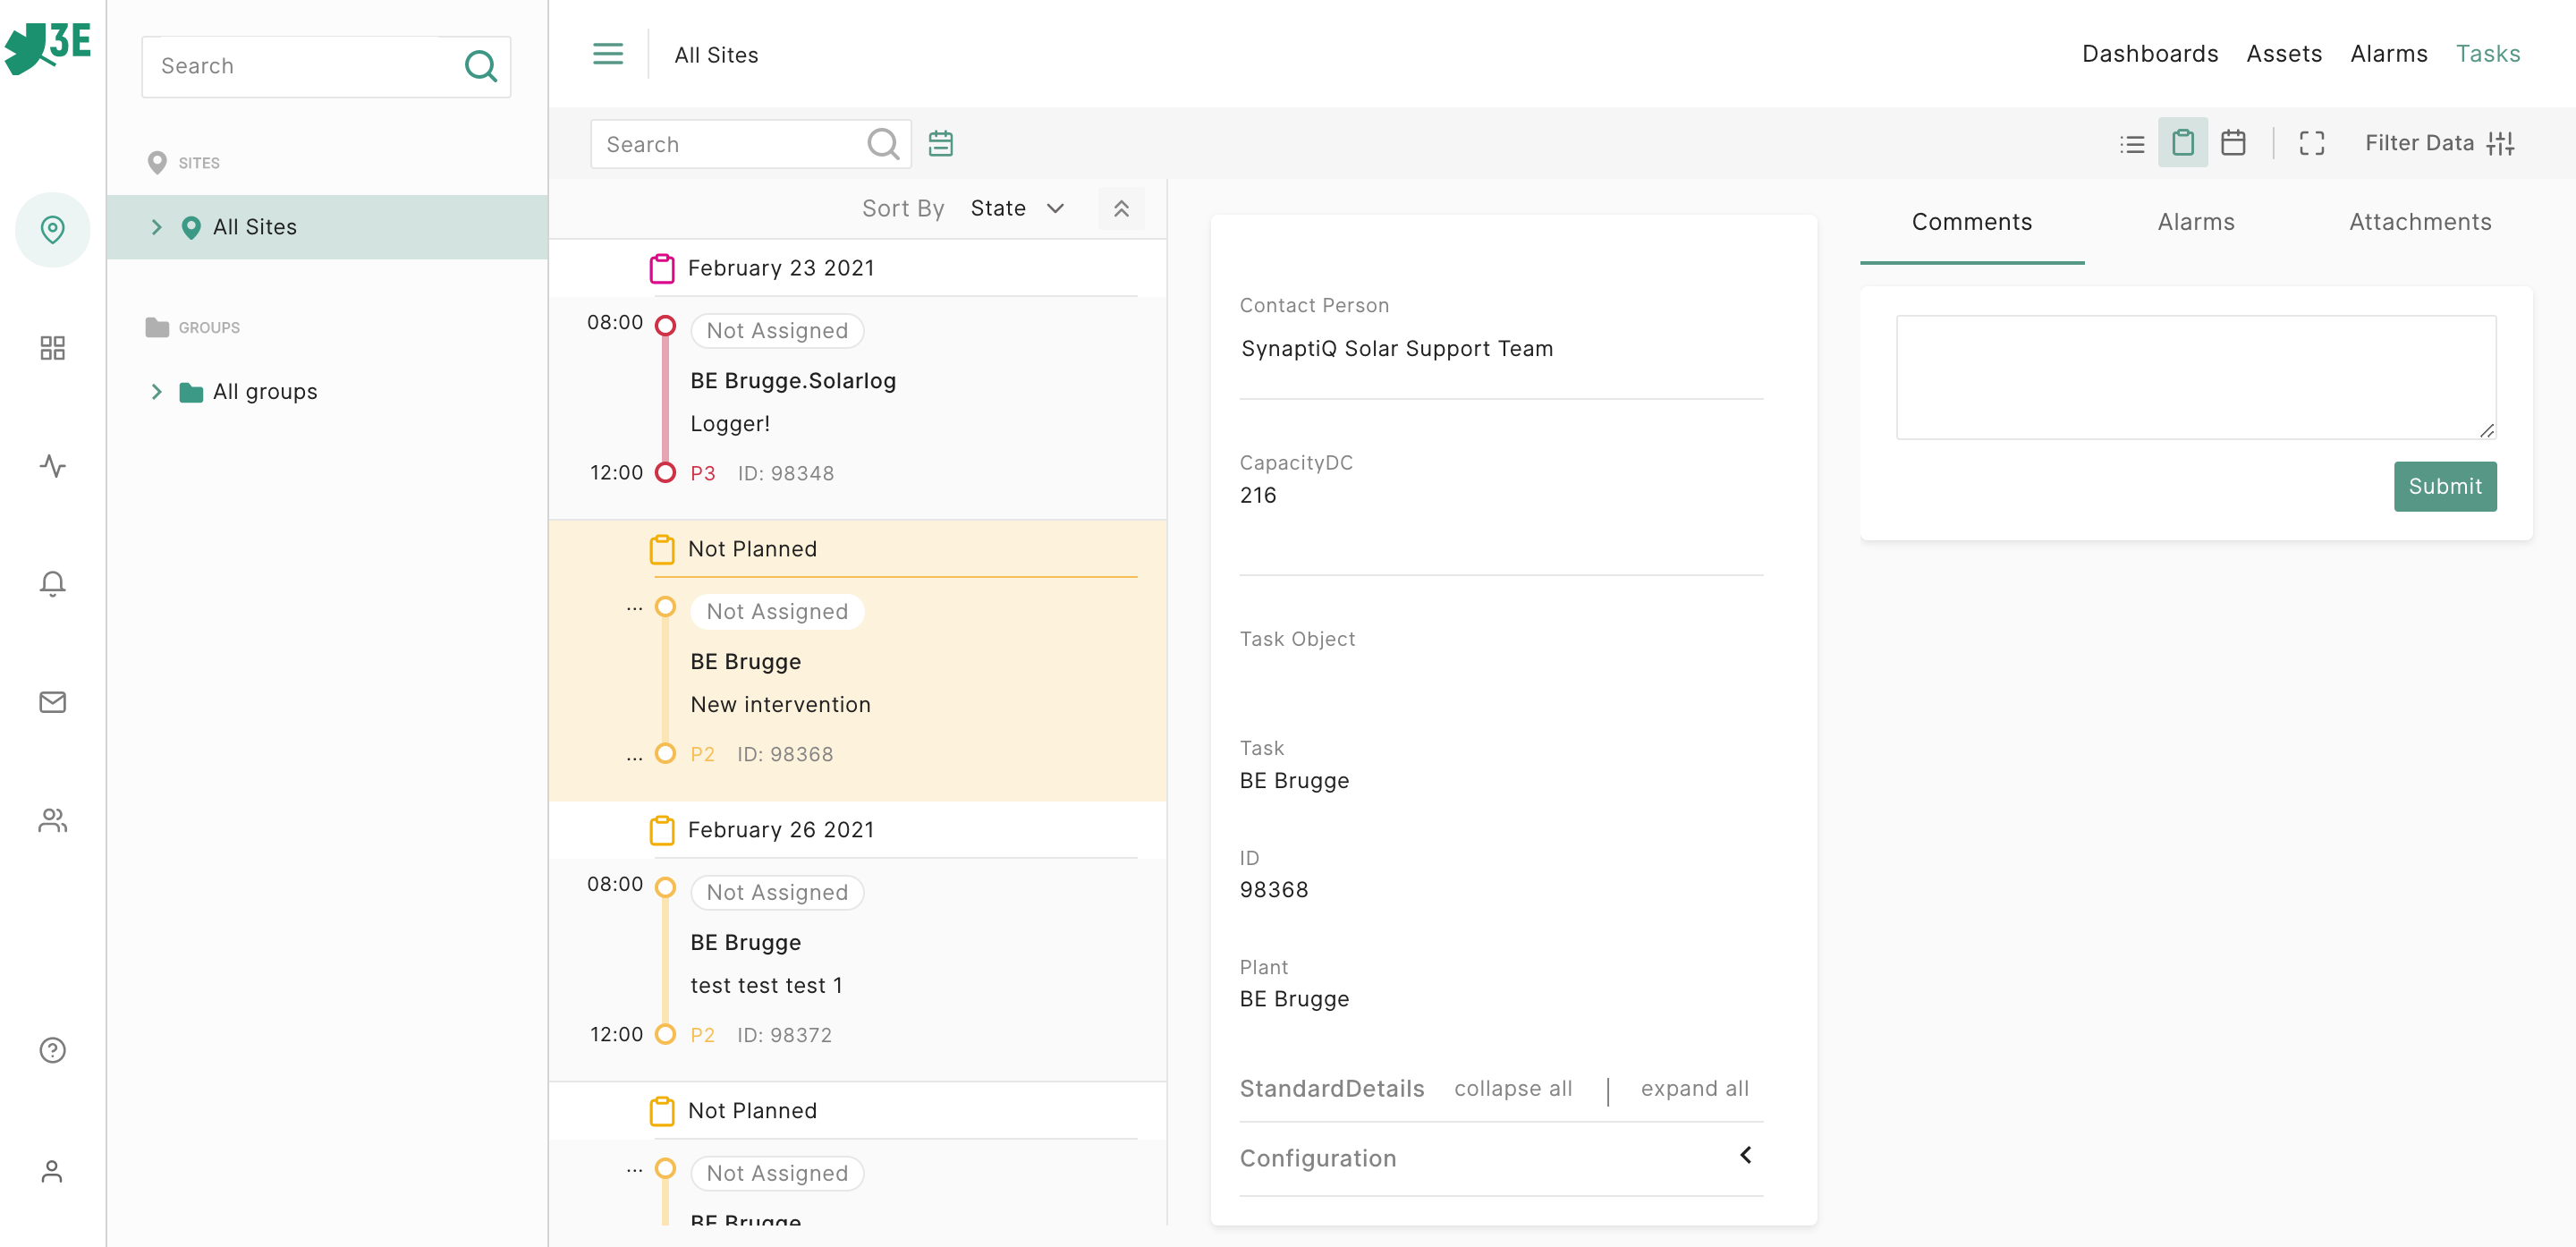 3E
Search
SITES
All Sites
GROUPS
All groups
All Sites
Dashboards Assets Alarms Tasks
Search
Filter Data
Sort By State
February 23 2021
08:00 Not Assigned
BE Brugge.Solarlog
Logger!
12:00 P3 ID: 98348
Not Planned
... Not Assigned
BE Brugge
New intervention
... P2 ID: 98368
February 26 2021
08:00 Not Assigned
BE Brugge
test test test 1
12:00 P2 ID: 98372
Not Planned
... Not Assigned
BE Brugge
Contact Person
SynaptiQ Solar Support Team
CapacityDC
216
Task Object
Task
BE Brugge
ID
98368
Plant
BE Brugge
StandardDetails collapse all | expand all
Configuration
Comments Alarms Attachments
Submit